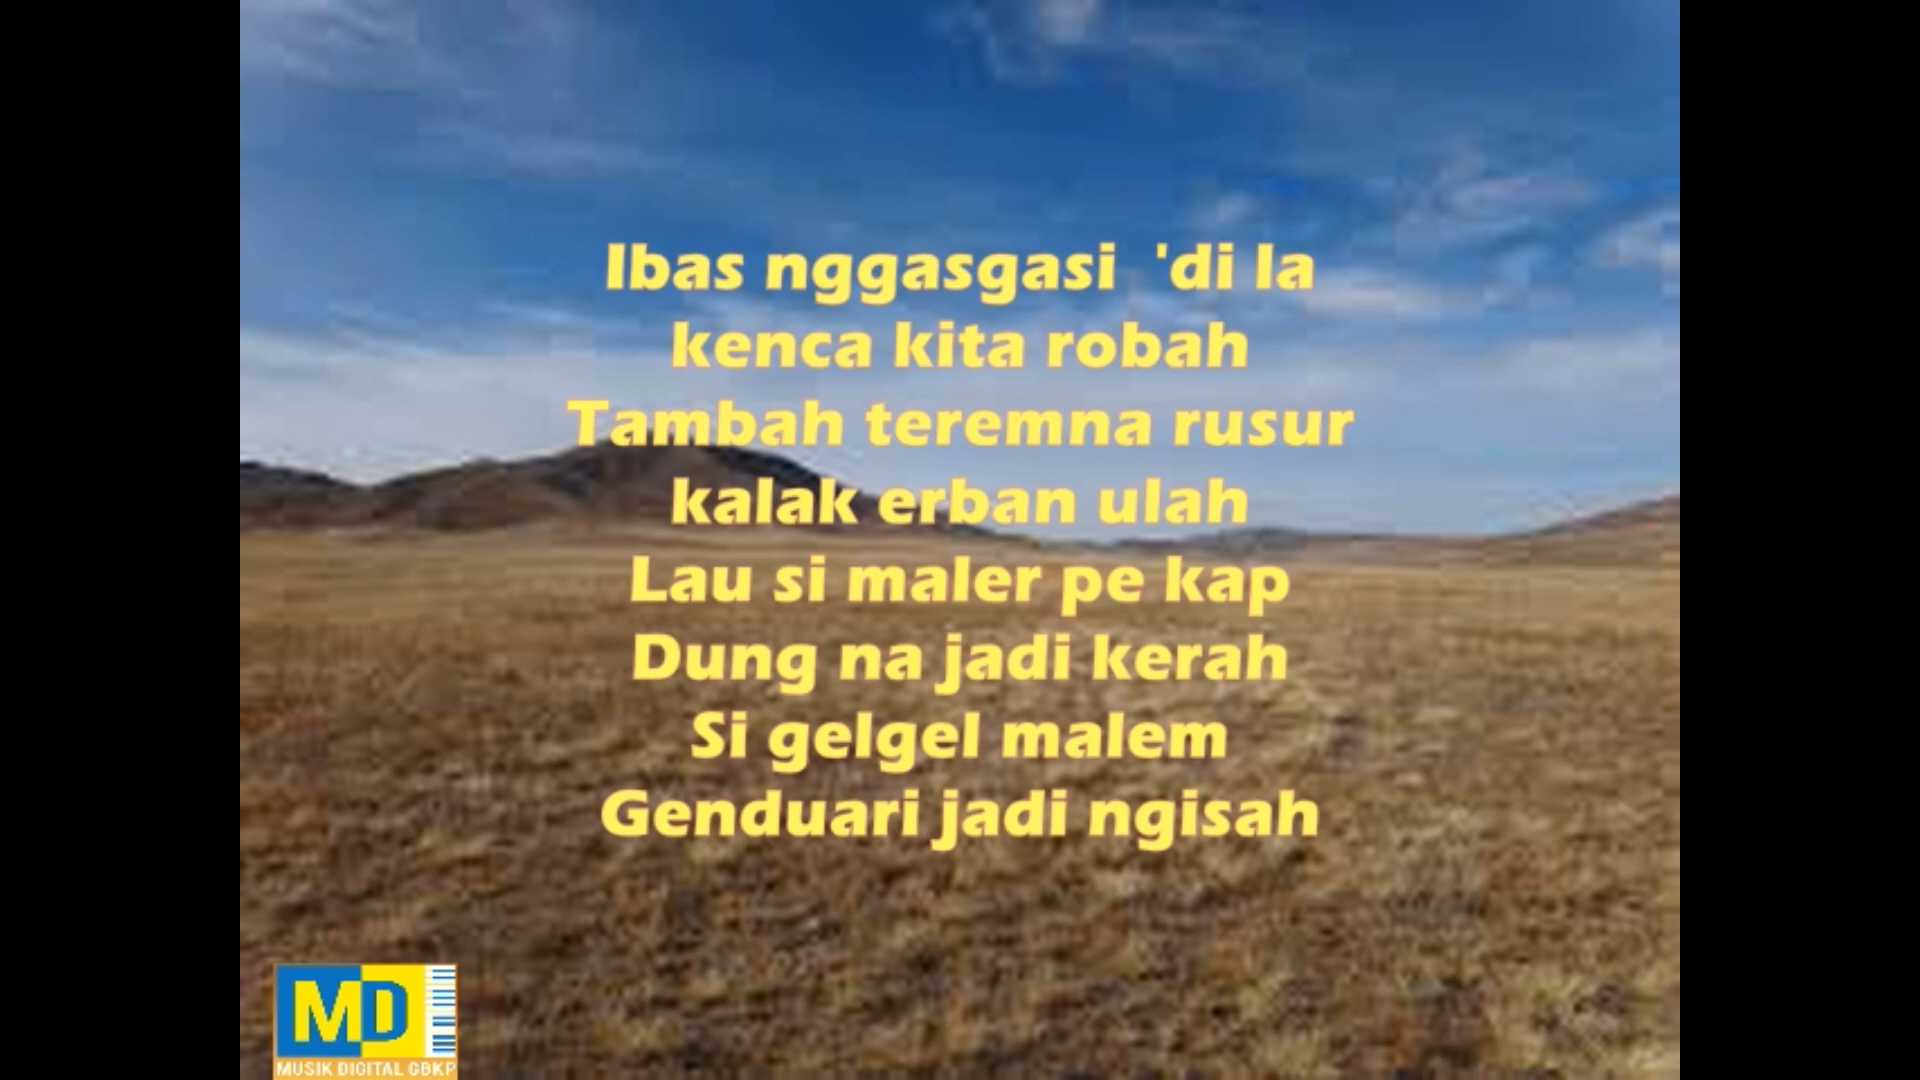 Ibas nggasgasi 'di la
kenca kita robah
Tambah teremna rusur
kalak erban ulah
Lau si maler pe kap
Dung na jadi kerah
Si gelgel malem
Genduari jadi ngisah
MD
MUSIK DIGITAL GBKP